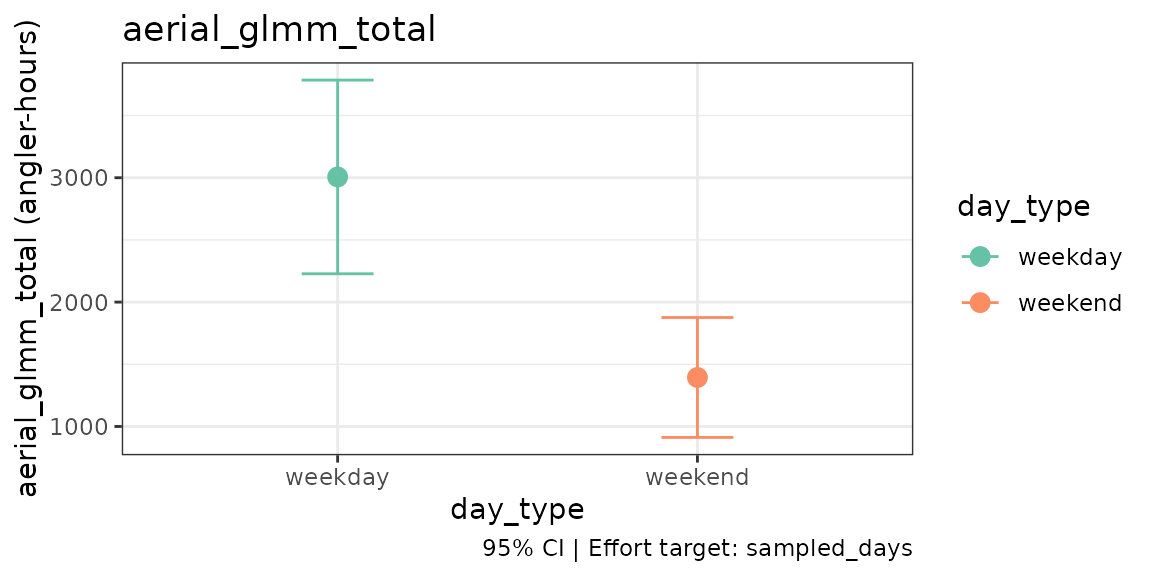 aerial_glmm_total
aerial_glmm_total (angler-hours)
3000
2000
1000
weekday
weekend
day_type
95% CI | Effort target: sampled_days
day_type
weekday
weekend